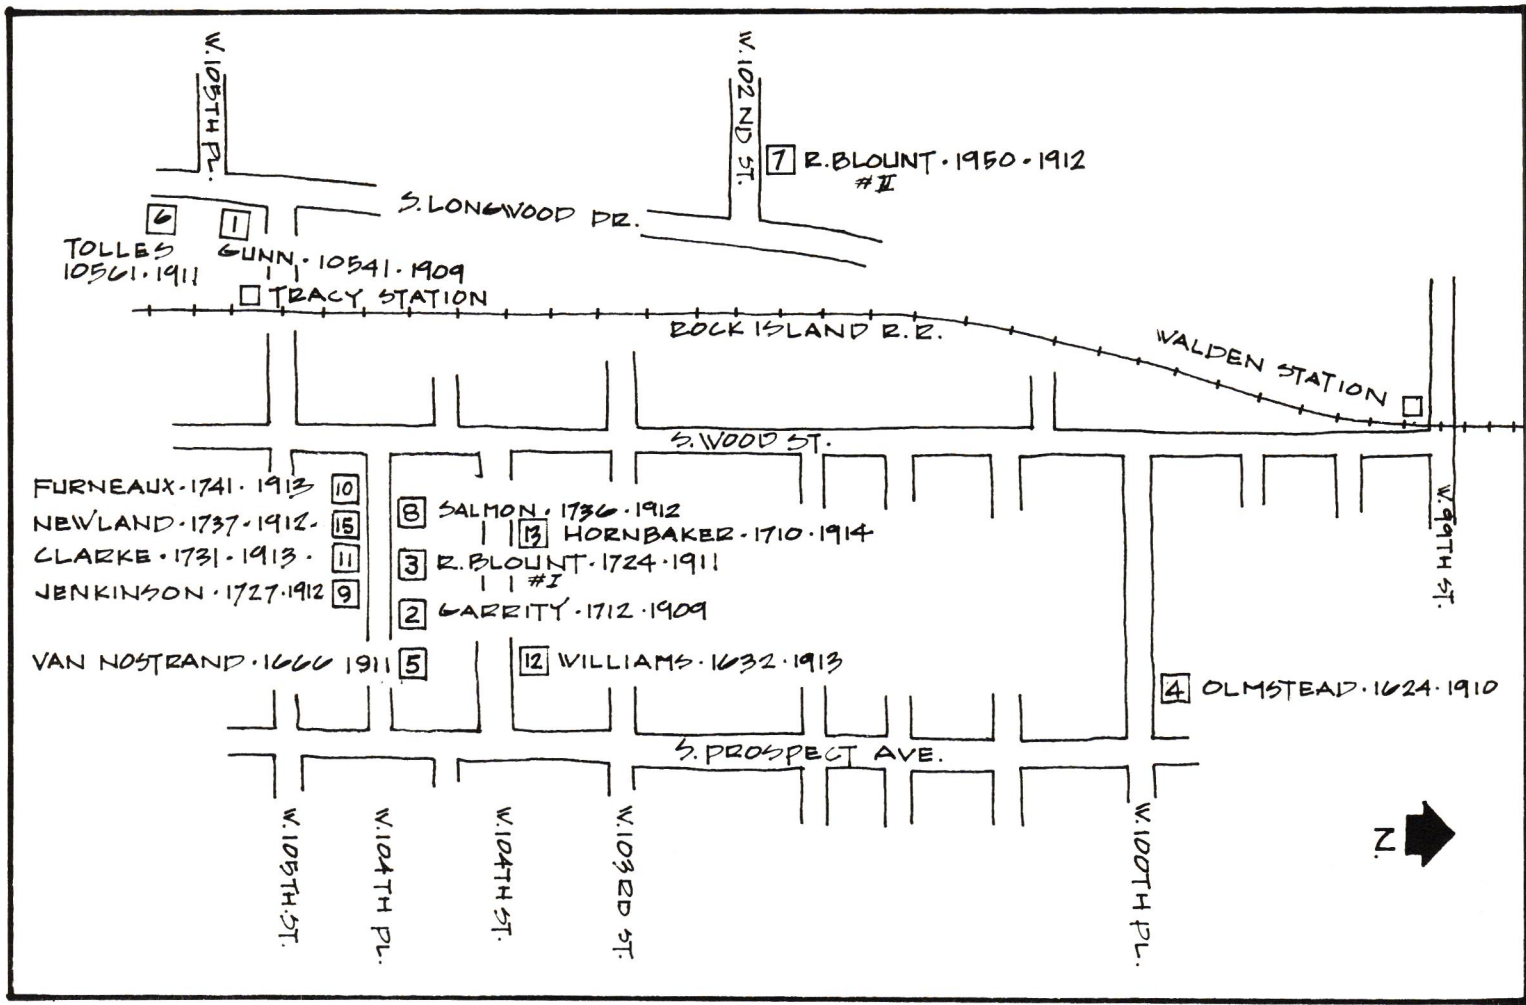 W. 105TH PL.
W. 102ND ST.
7 R. BLOUNT · 1950 · 1912
#II
S. LONGWOOD DR.
6
1
TOLLES
10561 · 1911
GUNN · 10541 · 1909
TRACY STATION
ROCK ISLAND R.R.
WALDEN STATION
S. WOOD ST.
W. 99TH ST.
FURNEAUX · 1741 · 1913 10
NEWLAND · 1737 · 1912 · 15
CLARKE · 1731 · 1913 · 11
JENKINSON · 1727 · 1912 9
8 SALMON · 1736 · 1912
13 HORNBAKER · 1710 · 1914
3 R. BLOUNT · 1724 · 1911
#I
2 GARRITY · 1712 · 1909
VAN NOSTRAND · 1666 1911 5
12 WILLIAMS · 1632 · 1913
4 OLMSTEAD · 1624 · 1910
S. PROSPECT AVE.
W. 105TH ST.
W. 104TH PL.
W. 104TH ST.
W. 103RD ST.
W. 100TH PL.
N